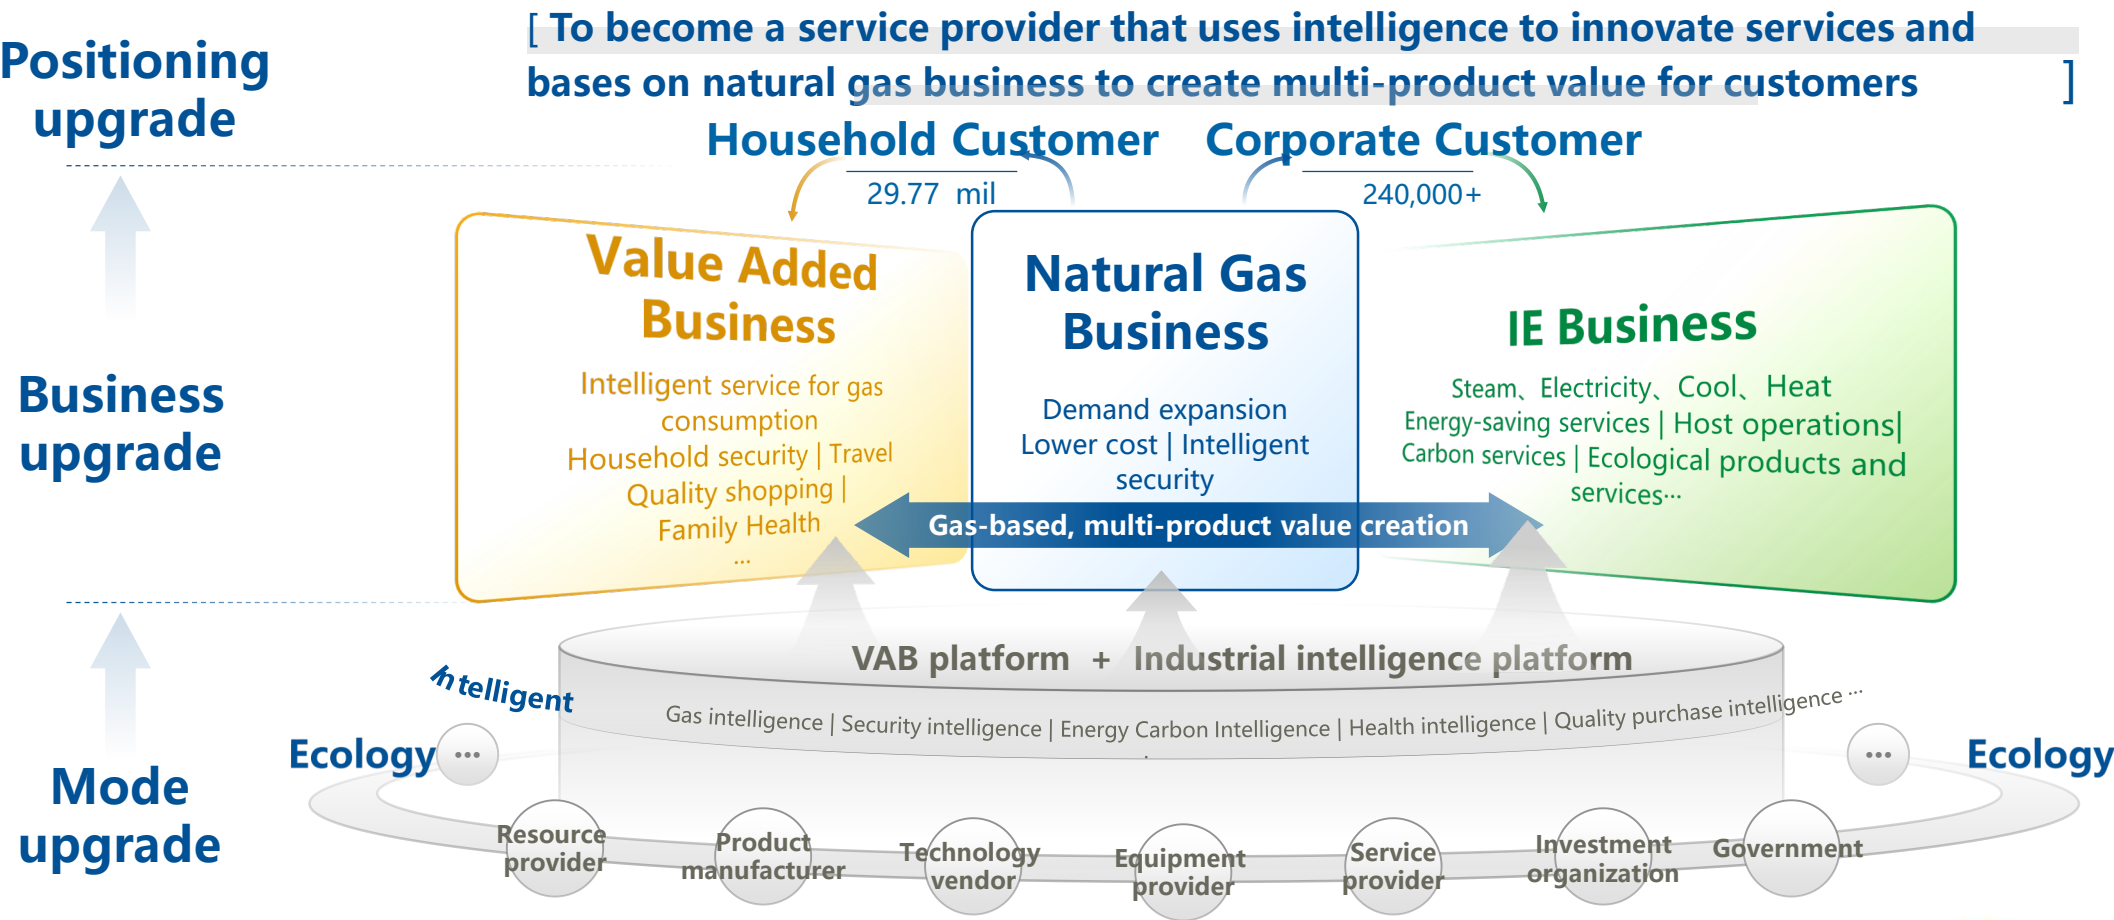 [ To become a service provider that uses intelligence to innovate services and
bases on natural gas business to create multi-product value for customers ]
Positioning
upgrade
Household Customer
29.77 mil
Corporate Customer
240,000+
Business
upgrade
Value Added
Business
Intelligent service for gas
consumption
Household security | Travel
Quality shopping |
Family Health
...
Natural Gas
Business
Demand expansion
Lower cost | Intelligent
security
IE Business
Steam、Electricity、Cool、Heat
Energy-saving services | Host operations|
Carbon services | Ecological products and
services···
Gas-based, multi-product value creation
Mode
upgrade
VAB platform + Industrial intelligence platform
Intelligent
Gas intelligence | Security intelligence | Energy Carbon Intelligence | Health intelligence | Quality purchase intelligence ···
.
Ecology
•••
•••
Ecology
Resource
provider
Product
manufacturer
Technology
vendor
Equipment
provider
Service
provider
Investment
organization
Government